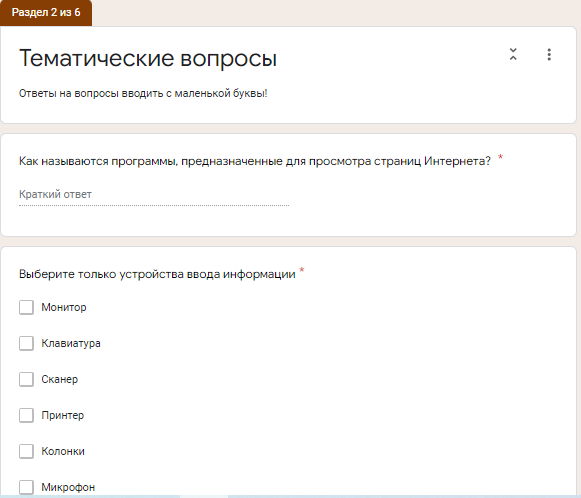 Раздел 2 из 6
Тематические вопросы
Ответы на вопросы вводить с маленькой буквы!
Как называются программы, предназначенные для просмотра страниц Интернета? *
Краткий ответ
Выберите только устройства ввода информации *
Монитор
Клавиатура
Сканер
Принтер
Колонки
Микрофон